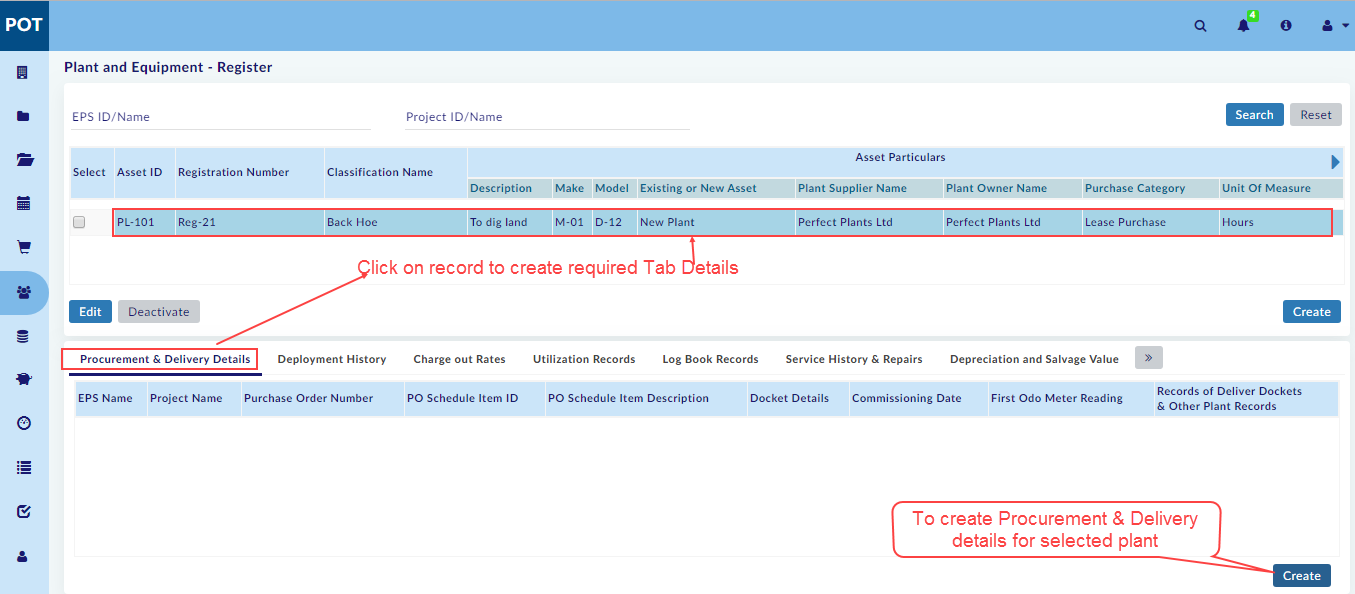 POT
4
Plant and Equipment - Register
EPS ID/Name
Project ID/Name
Search
Reset
Select
Asset ID
Registration Number
Classification Name
Asset Particulars
Description
Make
Model
Existing or New Asset
Plant Supplier Name
Plant Owner Name
Purchase Category
Unit Of Measure
PL-101
Reg-21
Back Hoe
To dig land
M-01
D-12
New Plant
Perfect Plants Ltd
Perfect Plants Ltd
Lease Purchase
Hours
Click on record to create required Tab Details
Edit
Deactivate
Create
Procurement & Delivery Details
Deployment History
Charge out Rates
Utilization Records
Log Book Records
Service History & Repairs
Depreciation and Salvage Value
»
EPS Name
Project Name
Purchase Order Number
PO Schedule Item ID
PO Schedule Item Description
Docket Details
Commissioning Date
First Odo Meter Reading
Records of Deliver Dockets
& Other Plant Records
To create Procurement & Delivery
details for selected plant
Create